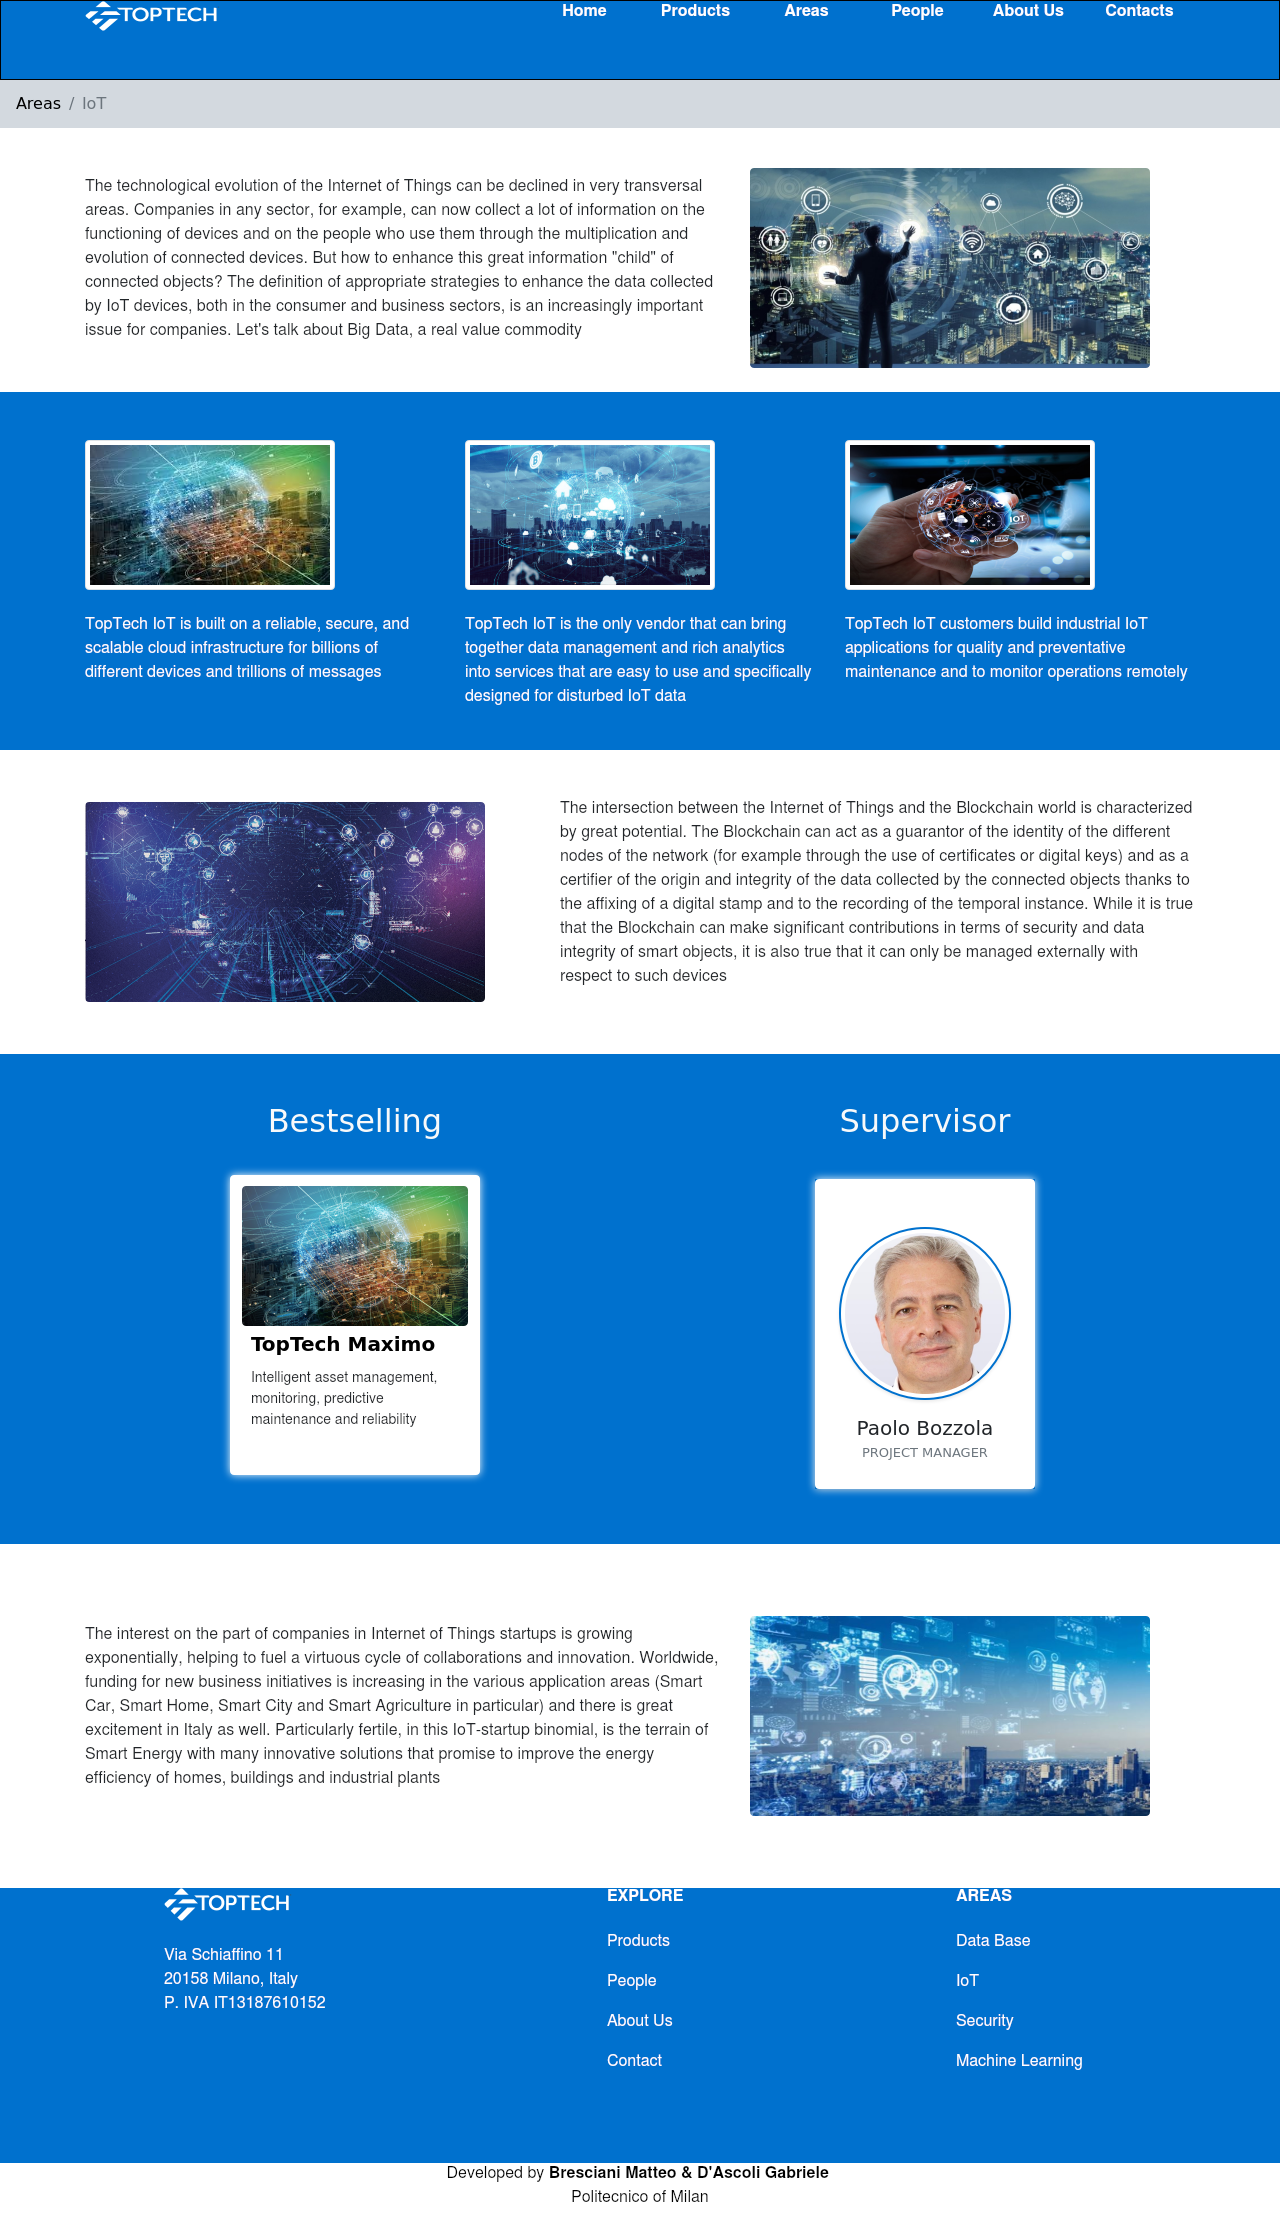 TOPTECH
Home Products Areas People About Us Contacts
Areas / IoT
The technological evolution of the Internet of Things can be declined in very transversal
areas. Companies in any sector, for example, can now collect a lot of information on the
functioning of devices and on the people who use them through the multiplication and
evolution of connected devices. But how to enhance this great information "child" of
connected objects? The definition of appropriate strategies to enhance the data collected
by IoT devices, both in the consumer and business sectors, is an increasingly important
issue for companies. Let's talk about Big Data, a real value commodity
IOT
TopTech IoT is built on a reliable, secure, and
scalable cloud infrastructure for billions of
different devices and trillions of messages
TopTech IoT is the only vendor that can bring
together data management and rich analytics
into services that are easy to use and specifically
designed for disturbed IoT data
TopTech IoT customers build industrial IoT
applications for quality and preventative
maintenance and to monitor operations remotely
The intersection between the Internet of Things and the Blockchain world is characterized
by great potential. The Blockchain can act as a guarantor of the identity of the different
nodes of the network (for example through the use of certificates or digital keys) and as a
certifier of the origin and integrity of the data collected by the connected objects thanks to
the affixing of a digital stamp and to the recording of the temporal instance. While it is true
that the Blockchain can make significant contributions in terms of security and data
integrity of smart objects, it is also true that it can only be managed externally with
respect to such devices
Bestselling
TopTech Maximo
Intelligent asset management,
monitoring, predictive
maintenance and reliability
Supervisor
Paolo Bozzola
PROJECT MANAGER
The interest on the part of companies in Internet of Things startups is growing
exponentially, helping to fuel a virtuous cycle of collaborations and innovation. Worldwide,
funding for new business initiatives is increasing in the various application areas (Smart
Car, Smart Home, Smart City and Smart Agriculture in particular) and there is great
excitement in Italy as well. Particularly fertile, in this IoT-startup binomial, is the terrain of
Smart Energy with many innovative solutions that promise to improve the energy
efficiency of homes, buildings and industrial plants
TOPTECH
Via Schiaffino 11
20158 Milano, Italy
P. IVA IT13187610152
EXPLORE
Products
People
About Us
Contact
AREAS
Data Base
IoT
Security
Machine Learning
Developed by Bresciani Matteo & D'Ascoli Gabriele
Politecnico of Milan